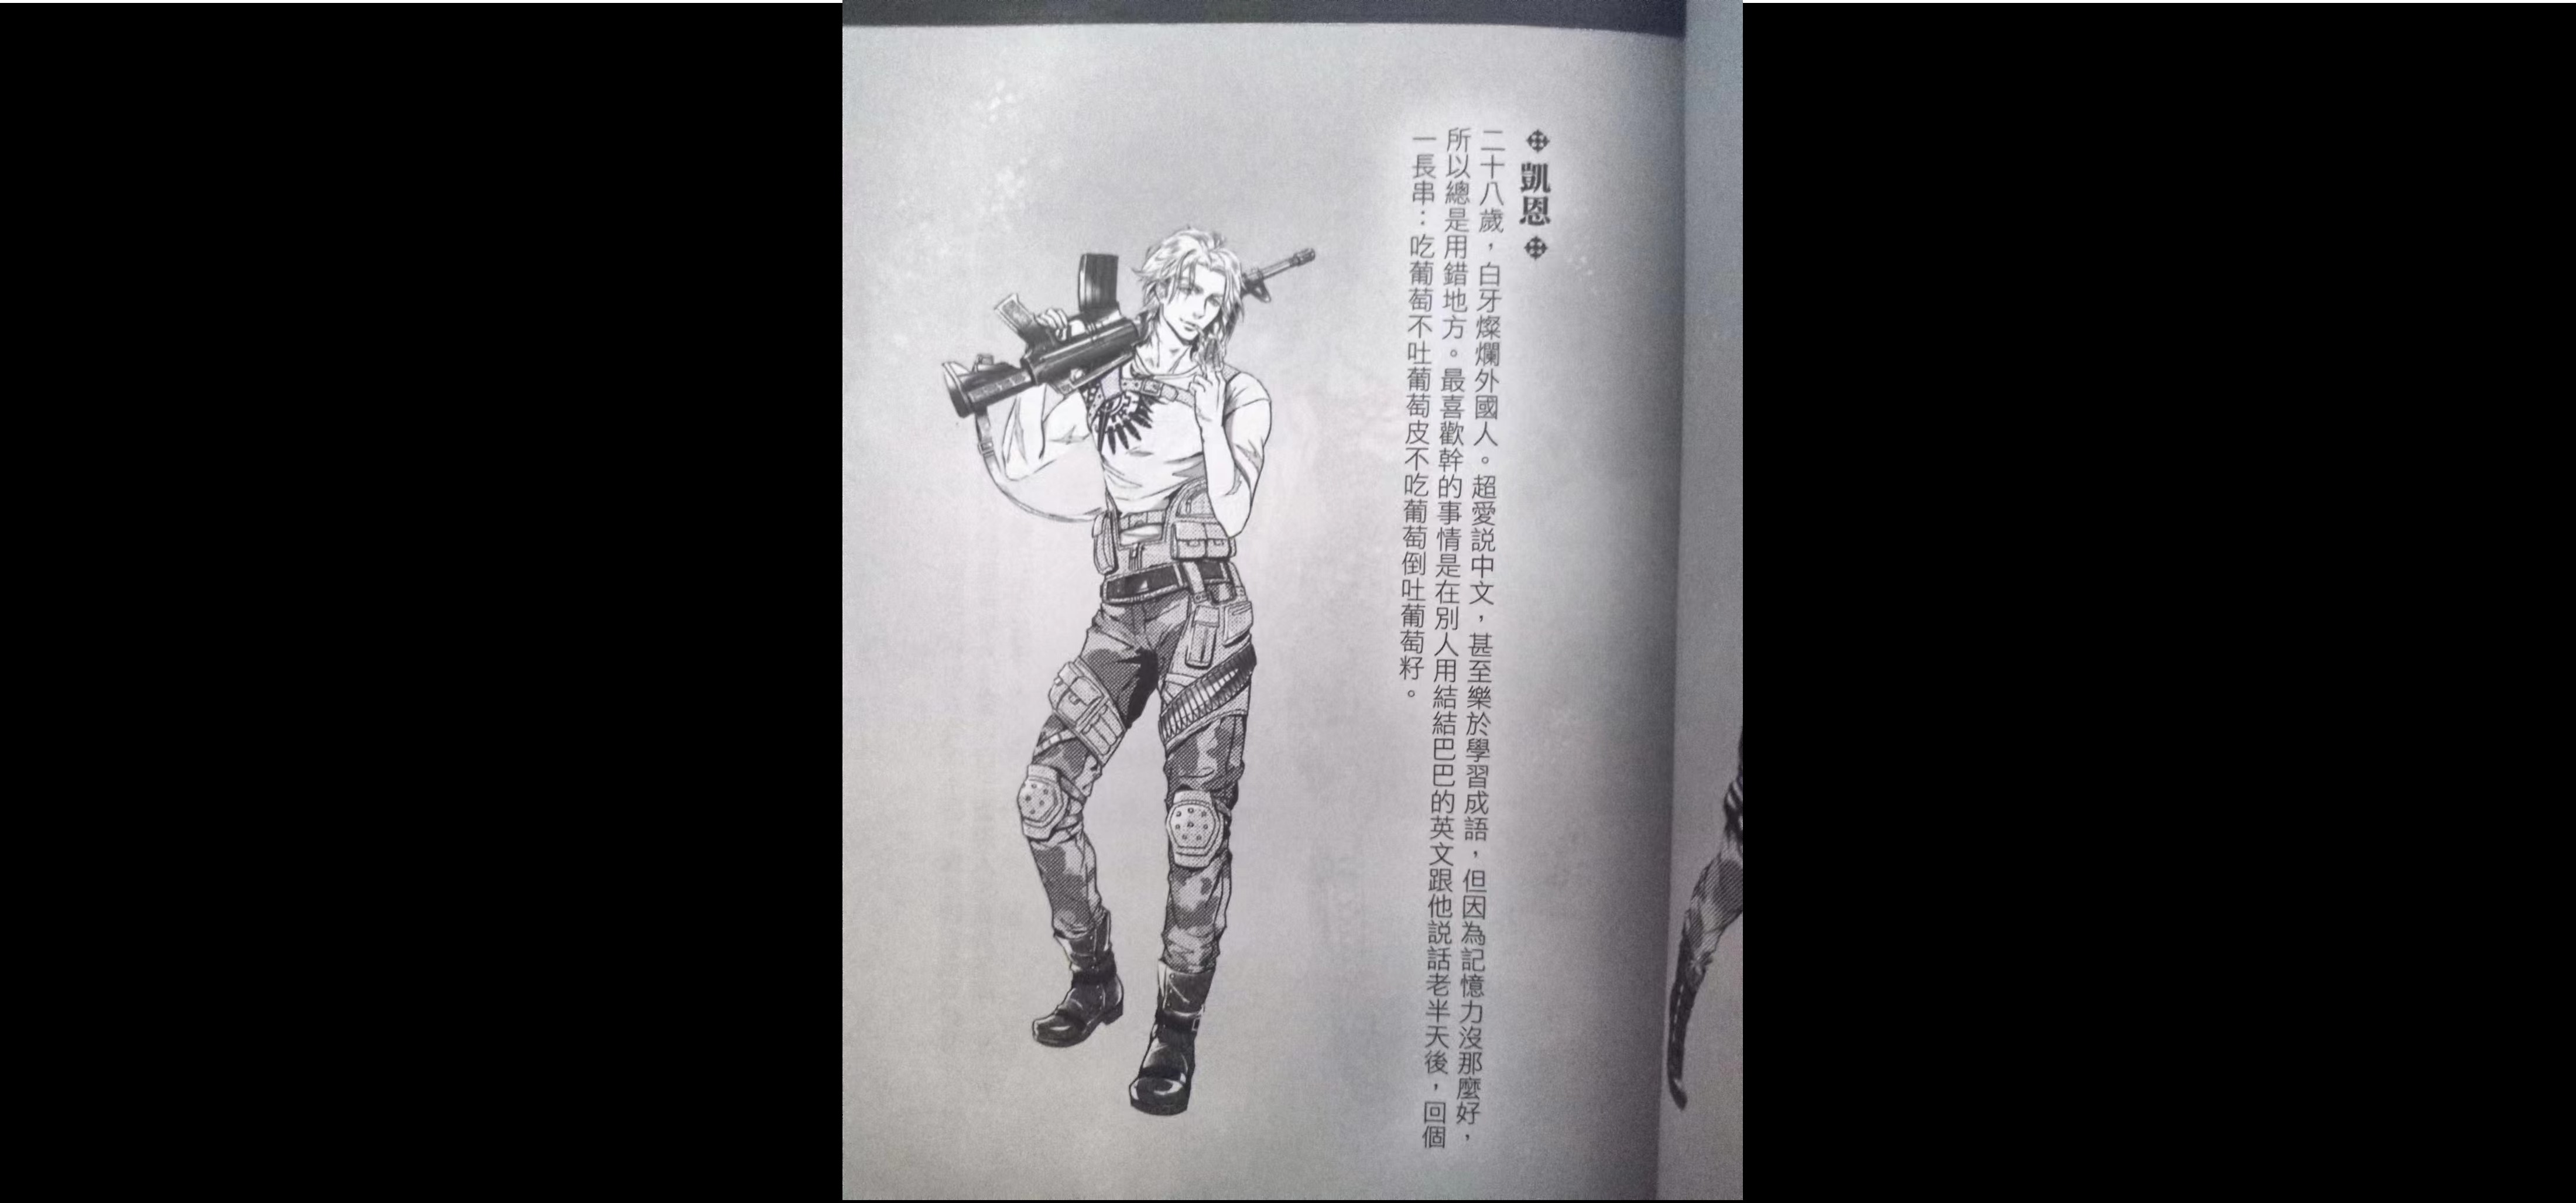 凱恩
二十八歲，白牙燦爛外國人。超愛說中文，甚至樂於學習成語，但因為記憶力沒那麼好，
所以總是用錯地方。最喜歡幹的事情是在別人用結結巴巴的英文跟他說話老半天後，回個
一長串：吃葡萄不吐葡萄皮不吃葡萄倒吐葡萄籽。